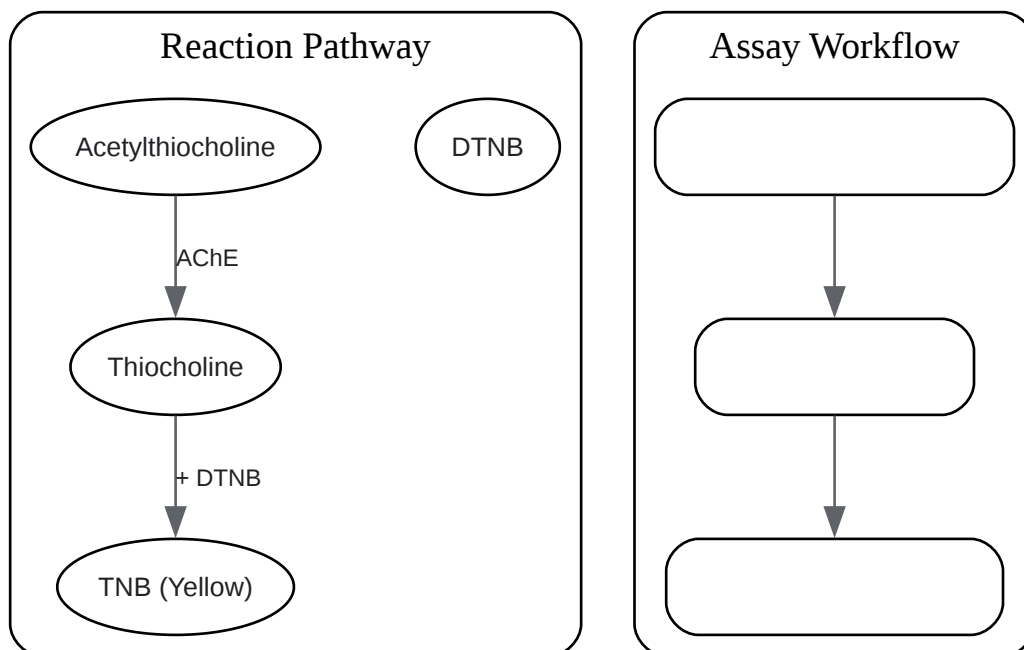 Reaction Pathway
Acetylthiocholine
DTNB
AChE
Thiocholine
+ DTNB
TNB (Yellow)
Assay Workflow